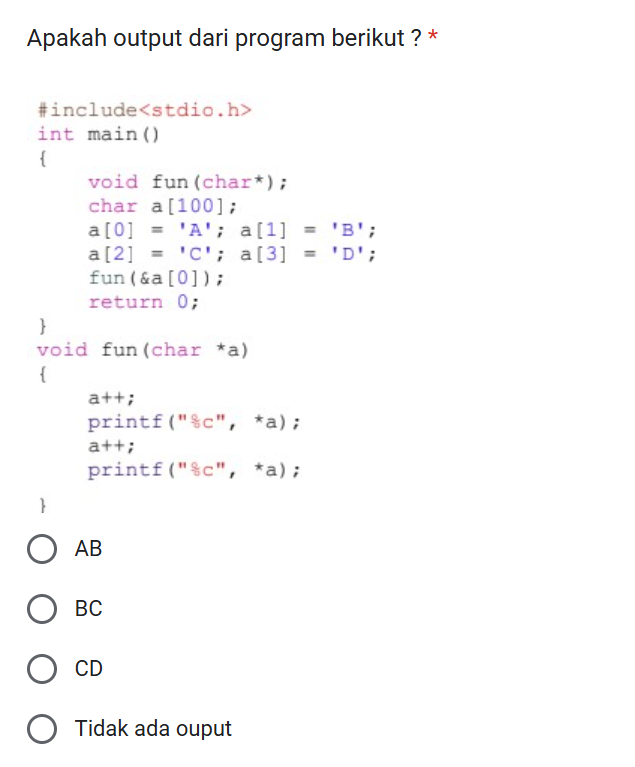 Apakah output dari program berikut ? *
#include<stdio.h>
int main()
{
void fun(char*);
char a[100];
a[0] = 'A'; a[1] = 'B';
a[2] = 'C'; a[3] = 'D';
fun(&a[0]);
return 0;
}
void fun(char *a)
{
a++;
printf("%c", *a);
a++;
printf("%c", *a);
}
AB
BC
CD
Tidak ada ouput